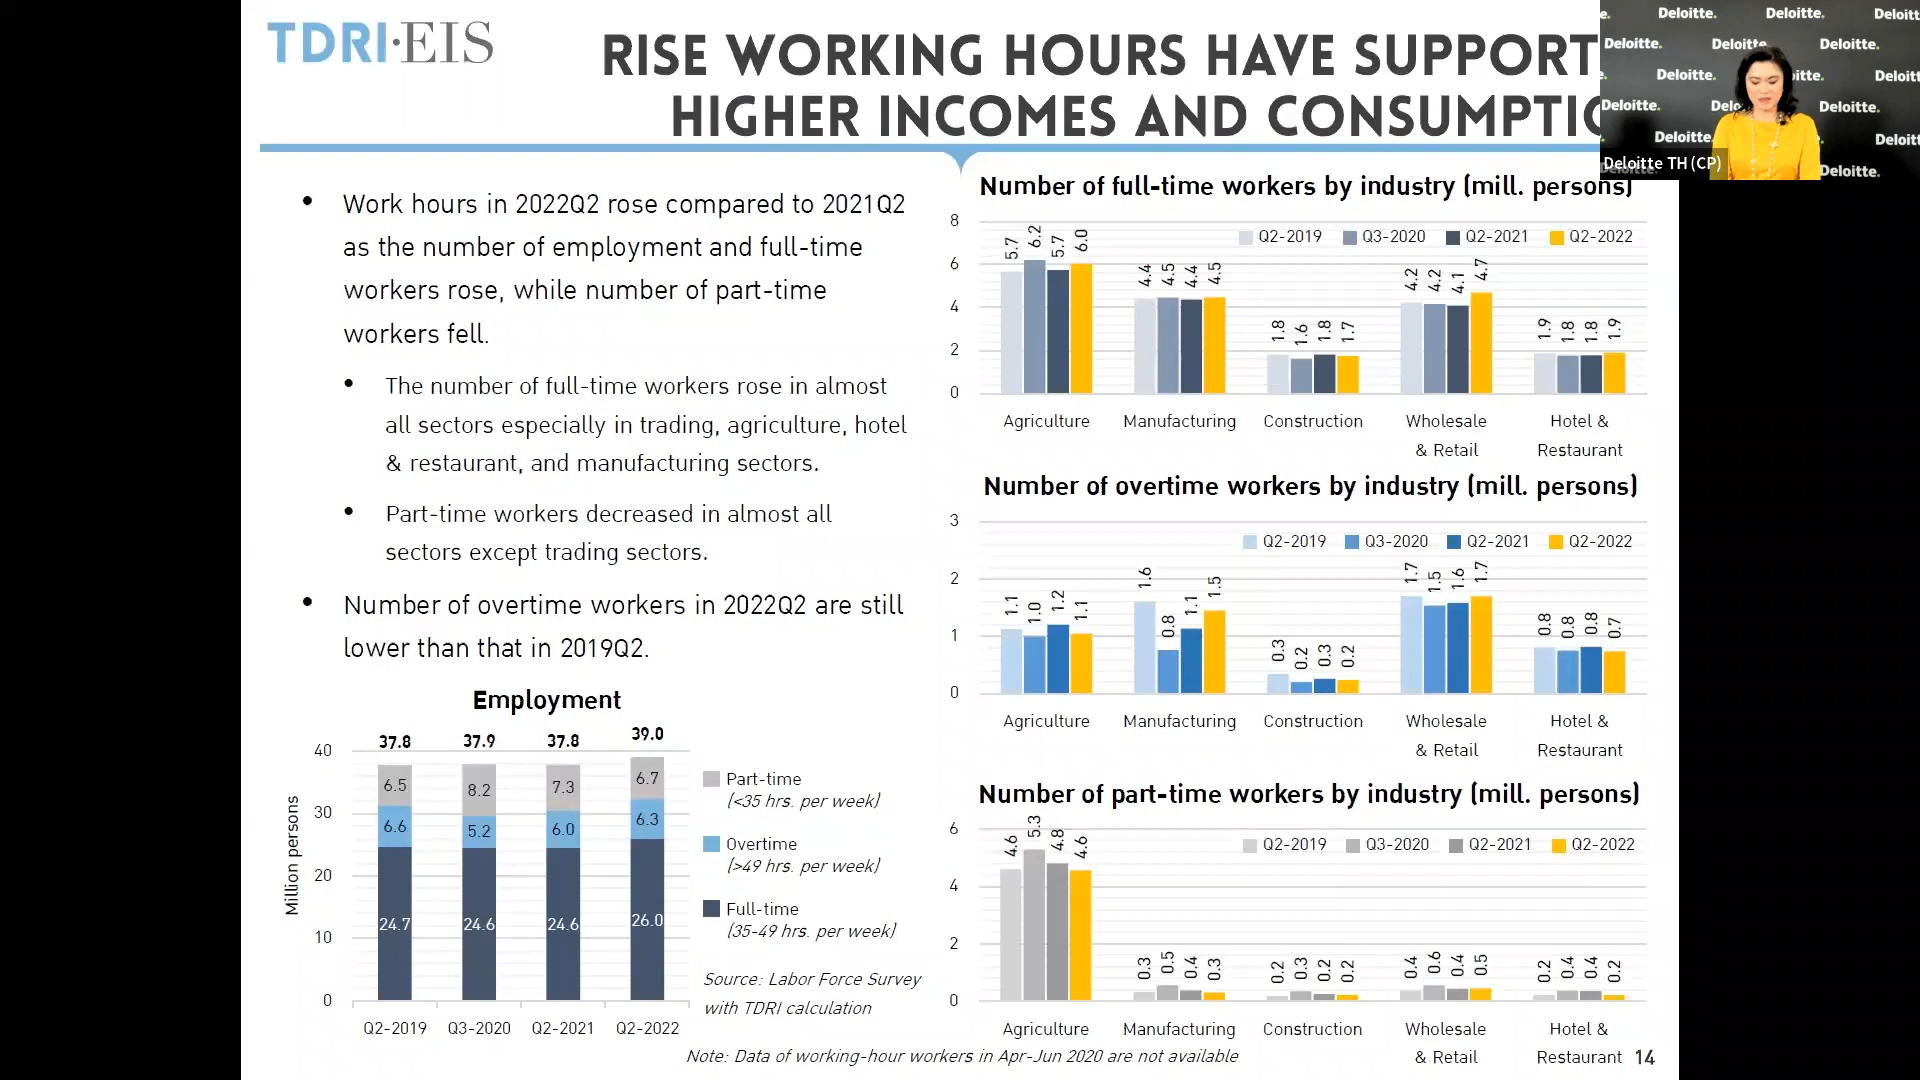 TDRI·EIS
RISE WORKING HOURS HAVE SUPPORT
HIGHER INCOMES AND CONSUMPTIO
Deloitte. Deloitte. Deloitt
Deloitte. Deloitte. Deloitte.
Deloitte. Deloitt
Deloitte. Deloitte.
Deloitte Deloitt
Deloitte.
Deloitte TH (CP)
• Work hours in 2022Q2 rose compared to 2021Q2
as the number of employment and full-time
workers rose, while number of part-time
workers fell.
• The number of full-time workers rose in almost
all sectors especially in trading, agriculture, hotel
& restaurant, and manufacturing sectors.
• Part-time workers decreased in almost all
sectors except trading sectors.
• Number of overtime workers in 2022Q2 are still
lower than that in 2019Q2.
Employment
37.8 37.9 37.8 39.0
40
30
20
10
0
Million persons
6.5 8.2 7.3 6.7
6.6 5.2 6.0 6.3
24.7 24.6 24.6 26.0
Q2-2019 Q3-2020 Q2-2021 Q2-2022
Part-time
(<35 hrs. per week)
Overtime
(>49 hrs. per week)
Full-time
(35-49 hrs. per week)
Source: Labor Force Survey
with TDRI calculation
Number of full-time workers by industry (mill. persons)
Q2-2019 Q3-2020 Q2-2021 Q2-2022
8
6
4
2
0
5.7 6.2 5.7 6.0
4.4 4.5 4.4 4.5
1.8 1.6 1.8 1.7
4.2 4.2 4.1 4.7
1.9 1.8 1.8 1.9
Agriculture Manufacturing Construction Wholesale Hotel &
& Retail Restaurant
Number of overtime workers by industry (mill. persons)
Q2-2019 Q3-2020 Q2-2021 Q2-2022
3
2
1
0
1.1 1.0 1.2 1.1
1.6 0.8 1.1 1.5
0.3 0.2 0.3 0.2
1.7 1.5 1.6 1.7
0.8 0.8 0.8 0.7
Agriculture Manufacturing Construction Wholesale Hotel &
& Retail Restaurant
Number of part-time workers by industry (mill. persons)
Q2-2019 Q3-2020 Q2-2021 Q2-2022
6
4
2
0
4.6 5.3 4.8 4.6
0.3 0.5 0.4 0.3
0.2 0.3 0.2 0.2
0.4 0.6 0.4 0.5
0.2 0.4 0.4 0.2
Agriculture Manufacturing Construction Wholesale Hotel &
& Retail Restaurant
Note: Data of working-hour workers in Apr-Jun 2020 are not available
14